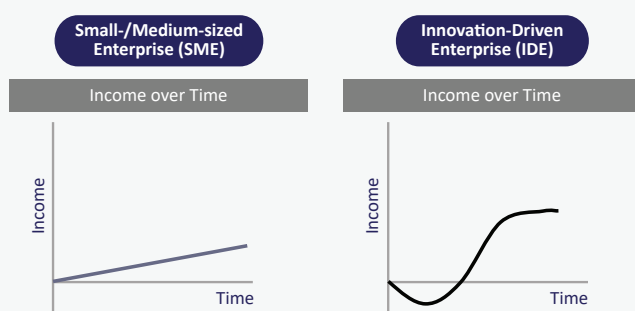 Small-/Medium-sized
Enterprise (SME)
Income over Time
Income
Time
Innovation-Driven
Enterprise (IDE)
Income over Time
Income
Time